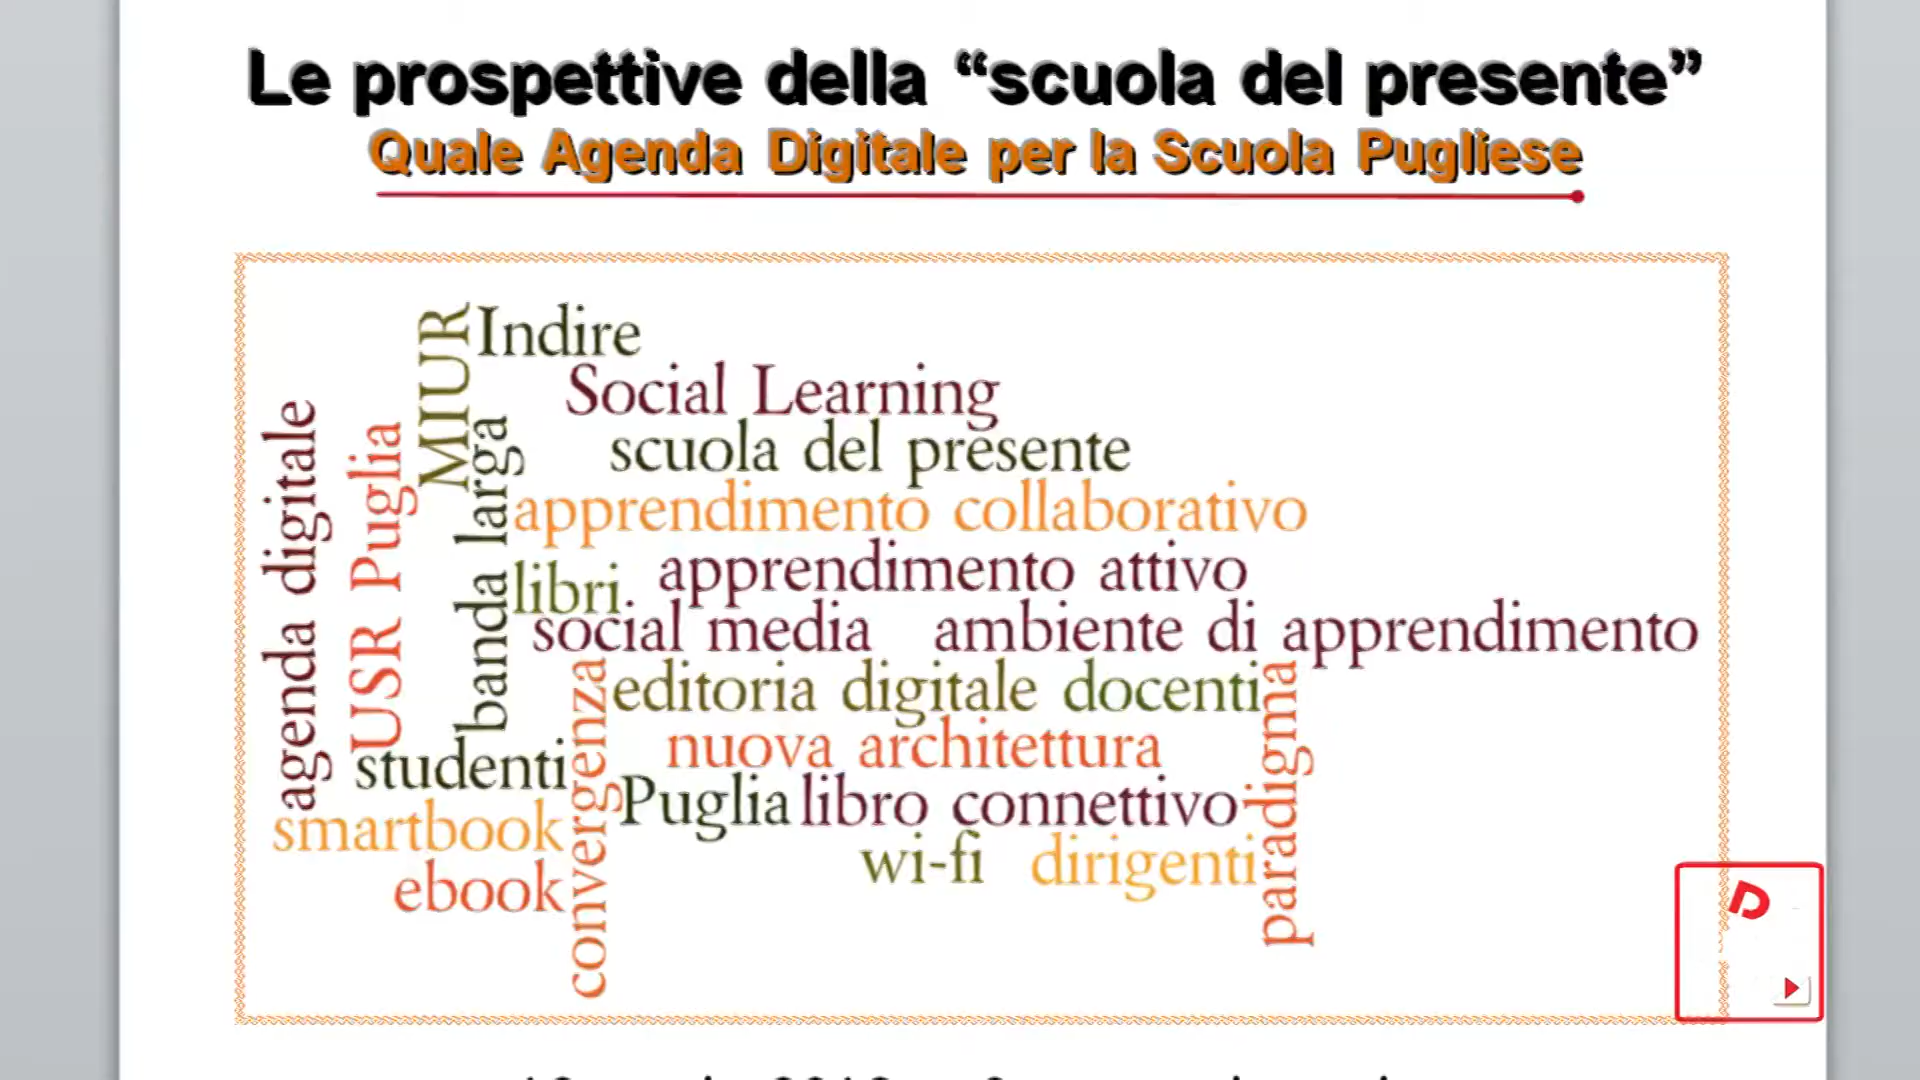 Le prospettive della “scuola del presente”
Quale Agenda Digitale per la Scuola Pugliese
MIUR
Indire
Social Learning
agenda digitale
USR Puglia
banda larga
scuola del presente
apprendimento collaborativo
libri
apprendimento attivo
social media
ambiente di apprendimento
convergenza
editoria digitale
docenti
paradigma
nuova architettura
studenti
Puglia
libro connettivo
smartbook
wi-fi
dirigenti
ebook